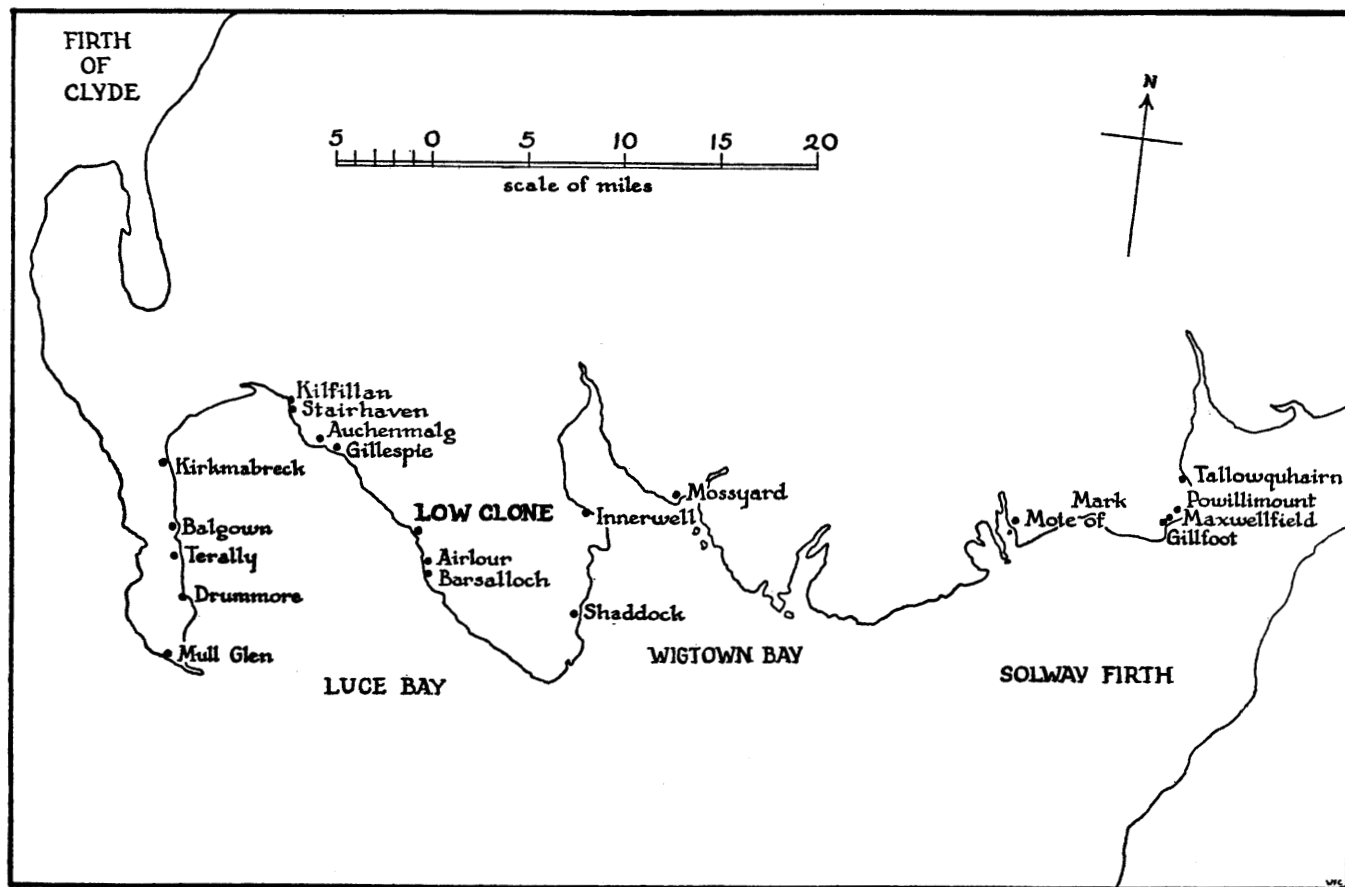 FIRTH
OF
CLYDE
N
5 0 5 10 15 20
scale of miles
Kilfillan
Stairhaven
Auchenmalg
Gillespie
Kirkmabreck
LOW CLONE
Mossyard
Innerwell
Tallowquhairn
Mark
Mote of
Powillimount
Maxwellfield
Gillfoot
Balgown
Terally
Airlour
Barsalloch
Drummore
Shaddock
Mull Glen
WIGTOWN BAY
LUCE BAY
SOLWAY FIRTH